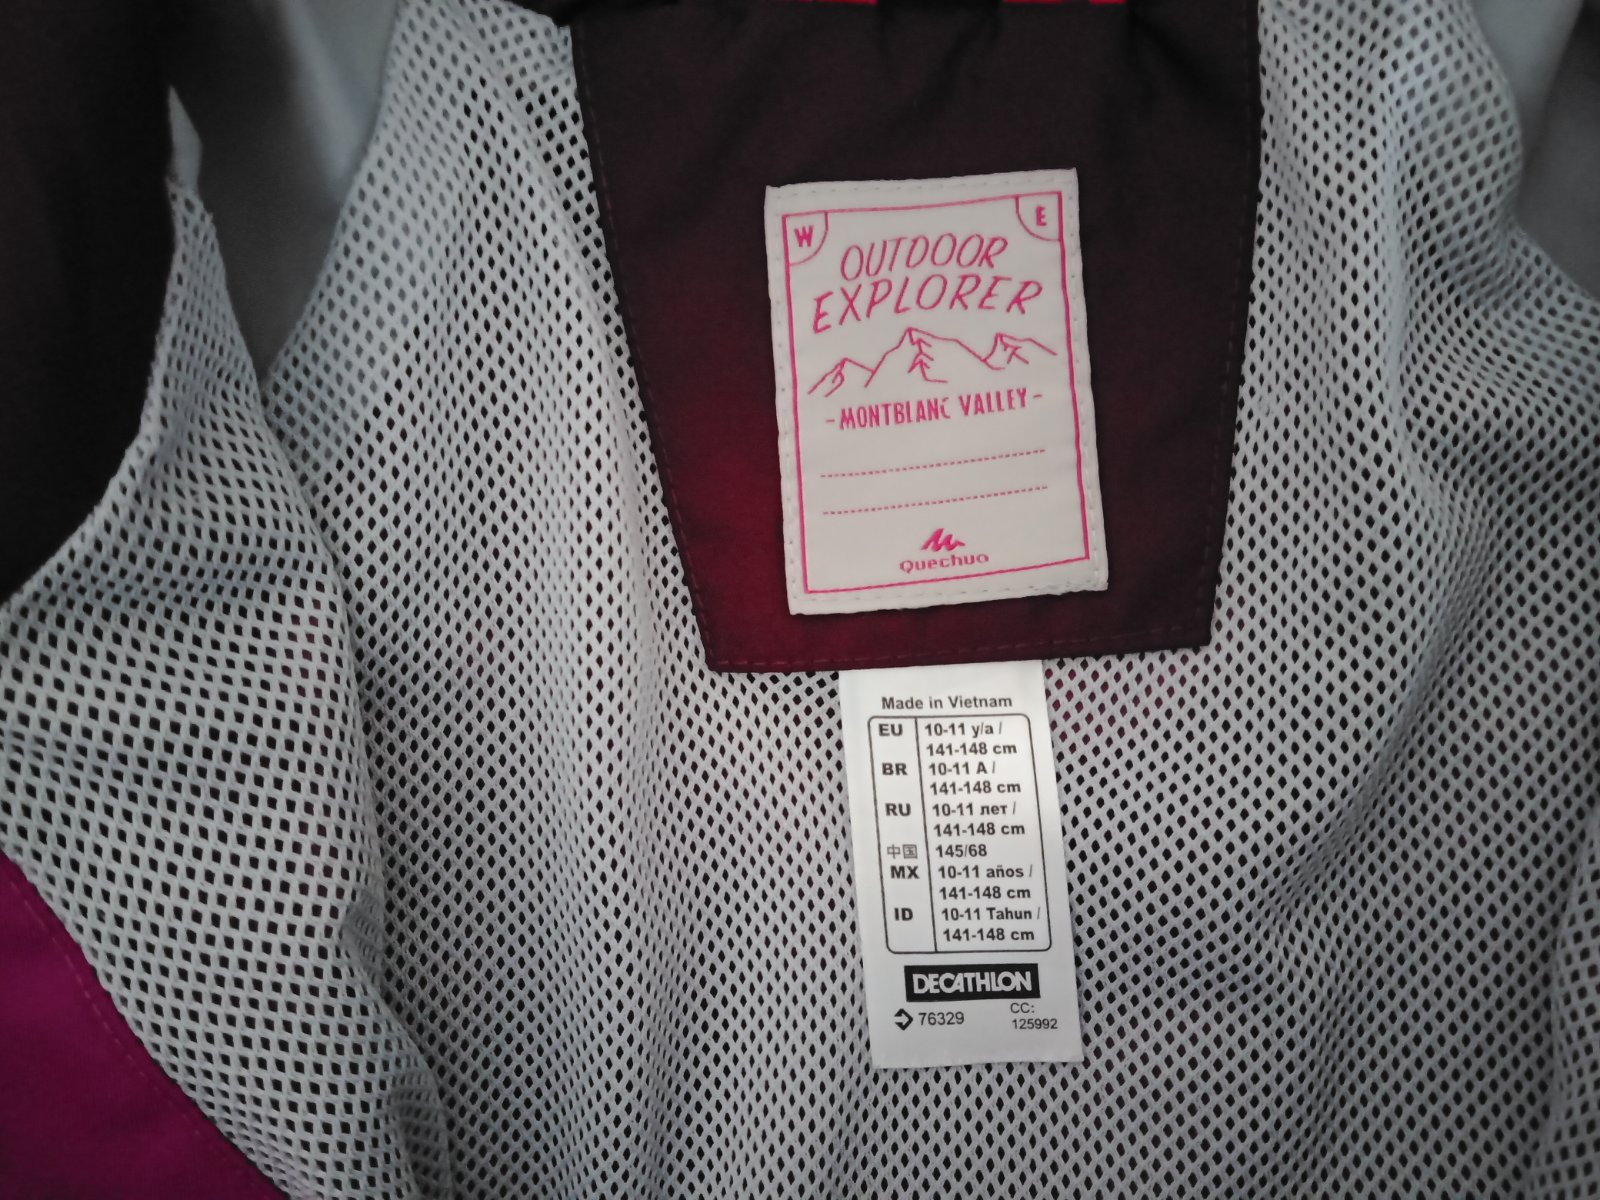 W
E
OUTDOOR
EXPLORER
-MONTBLANC VALLEY-
Quechua
Made in Vietnam
EU 10-11 y/a /
141-148 cm
BR 10-11 A /
141-148 cm
RU 10-11 лет /
141-148 cm
中国 145/68
MX 10-11 años /
141-148 cm
ID 10-11 Tahun /
141-148 cm
DECATHLON
76329 CC:
125992